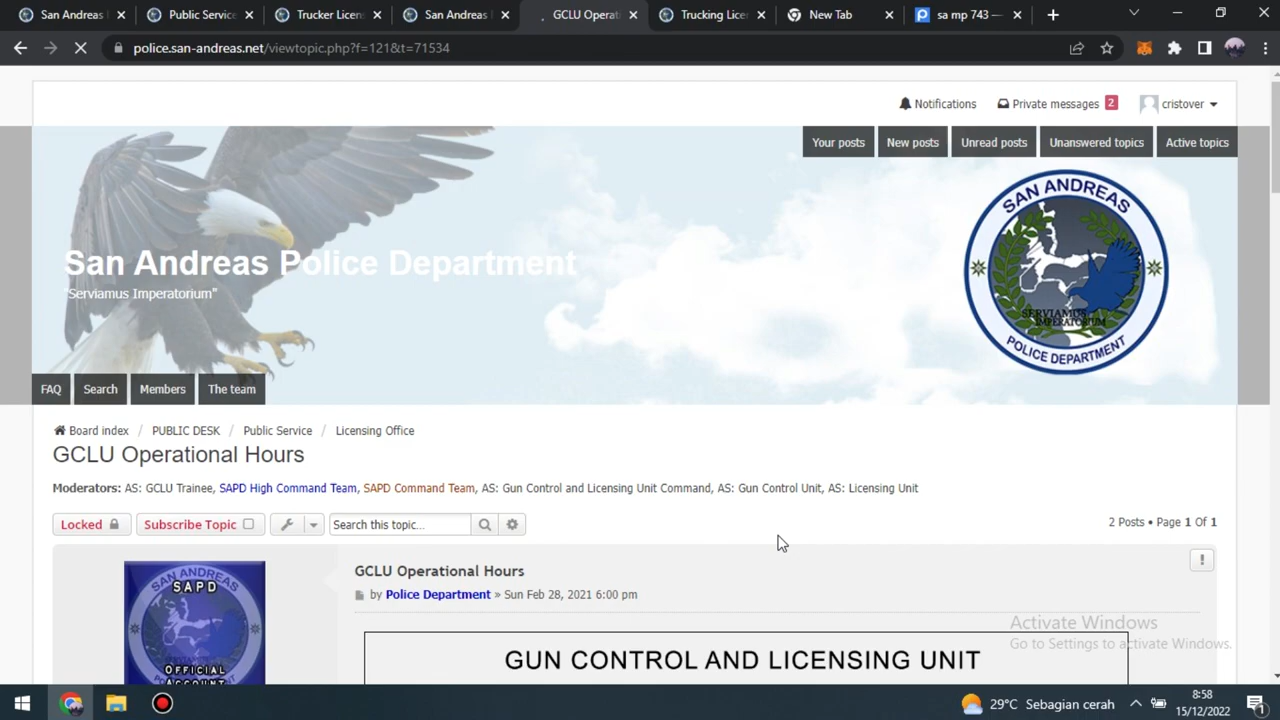 San Andreas
Public Service
Trucker Licen
San Andreas
GCLU Operati
Trucking Lice
New Tab
sa mp 743 —
police.san-andreas.net/viewtopic.php?f=121&t=71534
Notifications Private messages 2 cristover
Your posts New posts Unread posts Unanswered topics Active topics
San Andreas Police Department
"Serviamus Imperatorium"
SAN ANDREAS
SERVIAMUS
IMPERATORIUM
POLICE DEPARTMENT
FAQ Search Members The team
Board index / PUBLIC DESK / Public Service / Licensing Office
GCLU Operational Hours
Moderators: AS: GCLU Trainee, SAPD High Command Team, SAPD Command Team, AS: Gun Control and Licensing Unit Command, AS: Gun Control Unit, AS: Licensing Unit
Locked Subscribe Topic Search this topic... 2 Posts • Page 1 Of 1
GCLU Operational Hours
by Police Department » Sun Feb 28, 2021 6:00 pm
SAN ANDREAS
SAPD
OFFICIAL
ACCOUNT
GUN CONTROL AND LICENSING UNIT
Activate Windows
Go to Settings to activate Windows.
29°C Sebagian cerah
8:58
15/12/2022
1